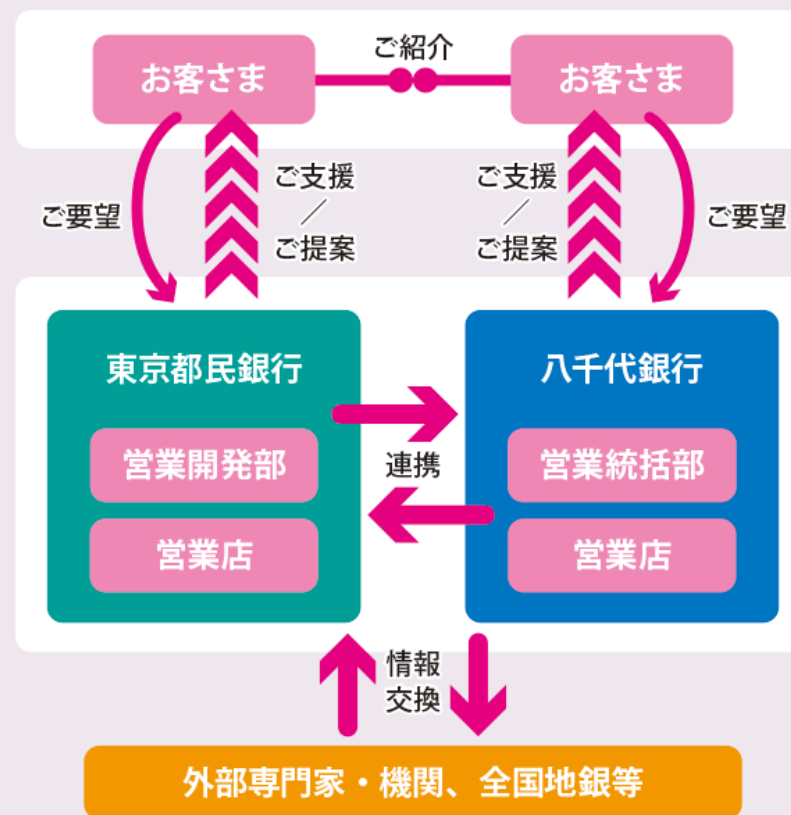 ご紹介
お客さま
お客さま
ご要望
ご支援
／
ご提案
ご支援
／
ご提案
ご要望
東京都民銀行
営業開発部
営業店
連携
八千代銀行
営業統括部
営業店
情報
交換
外部専門家・機関、全国地銀等